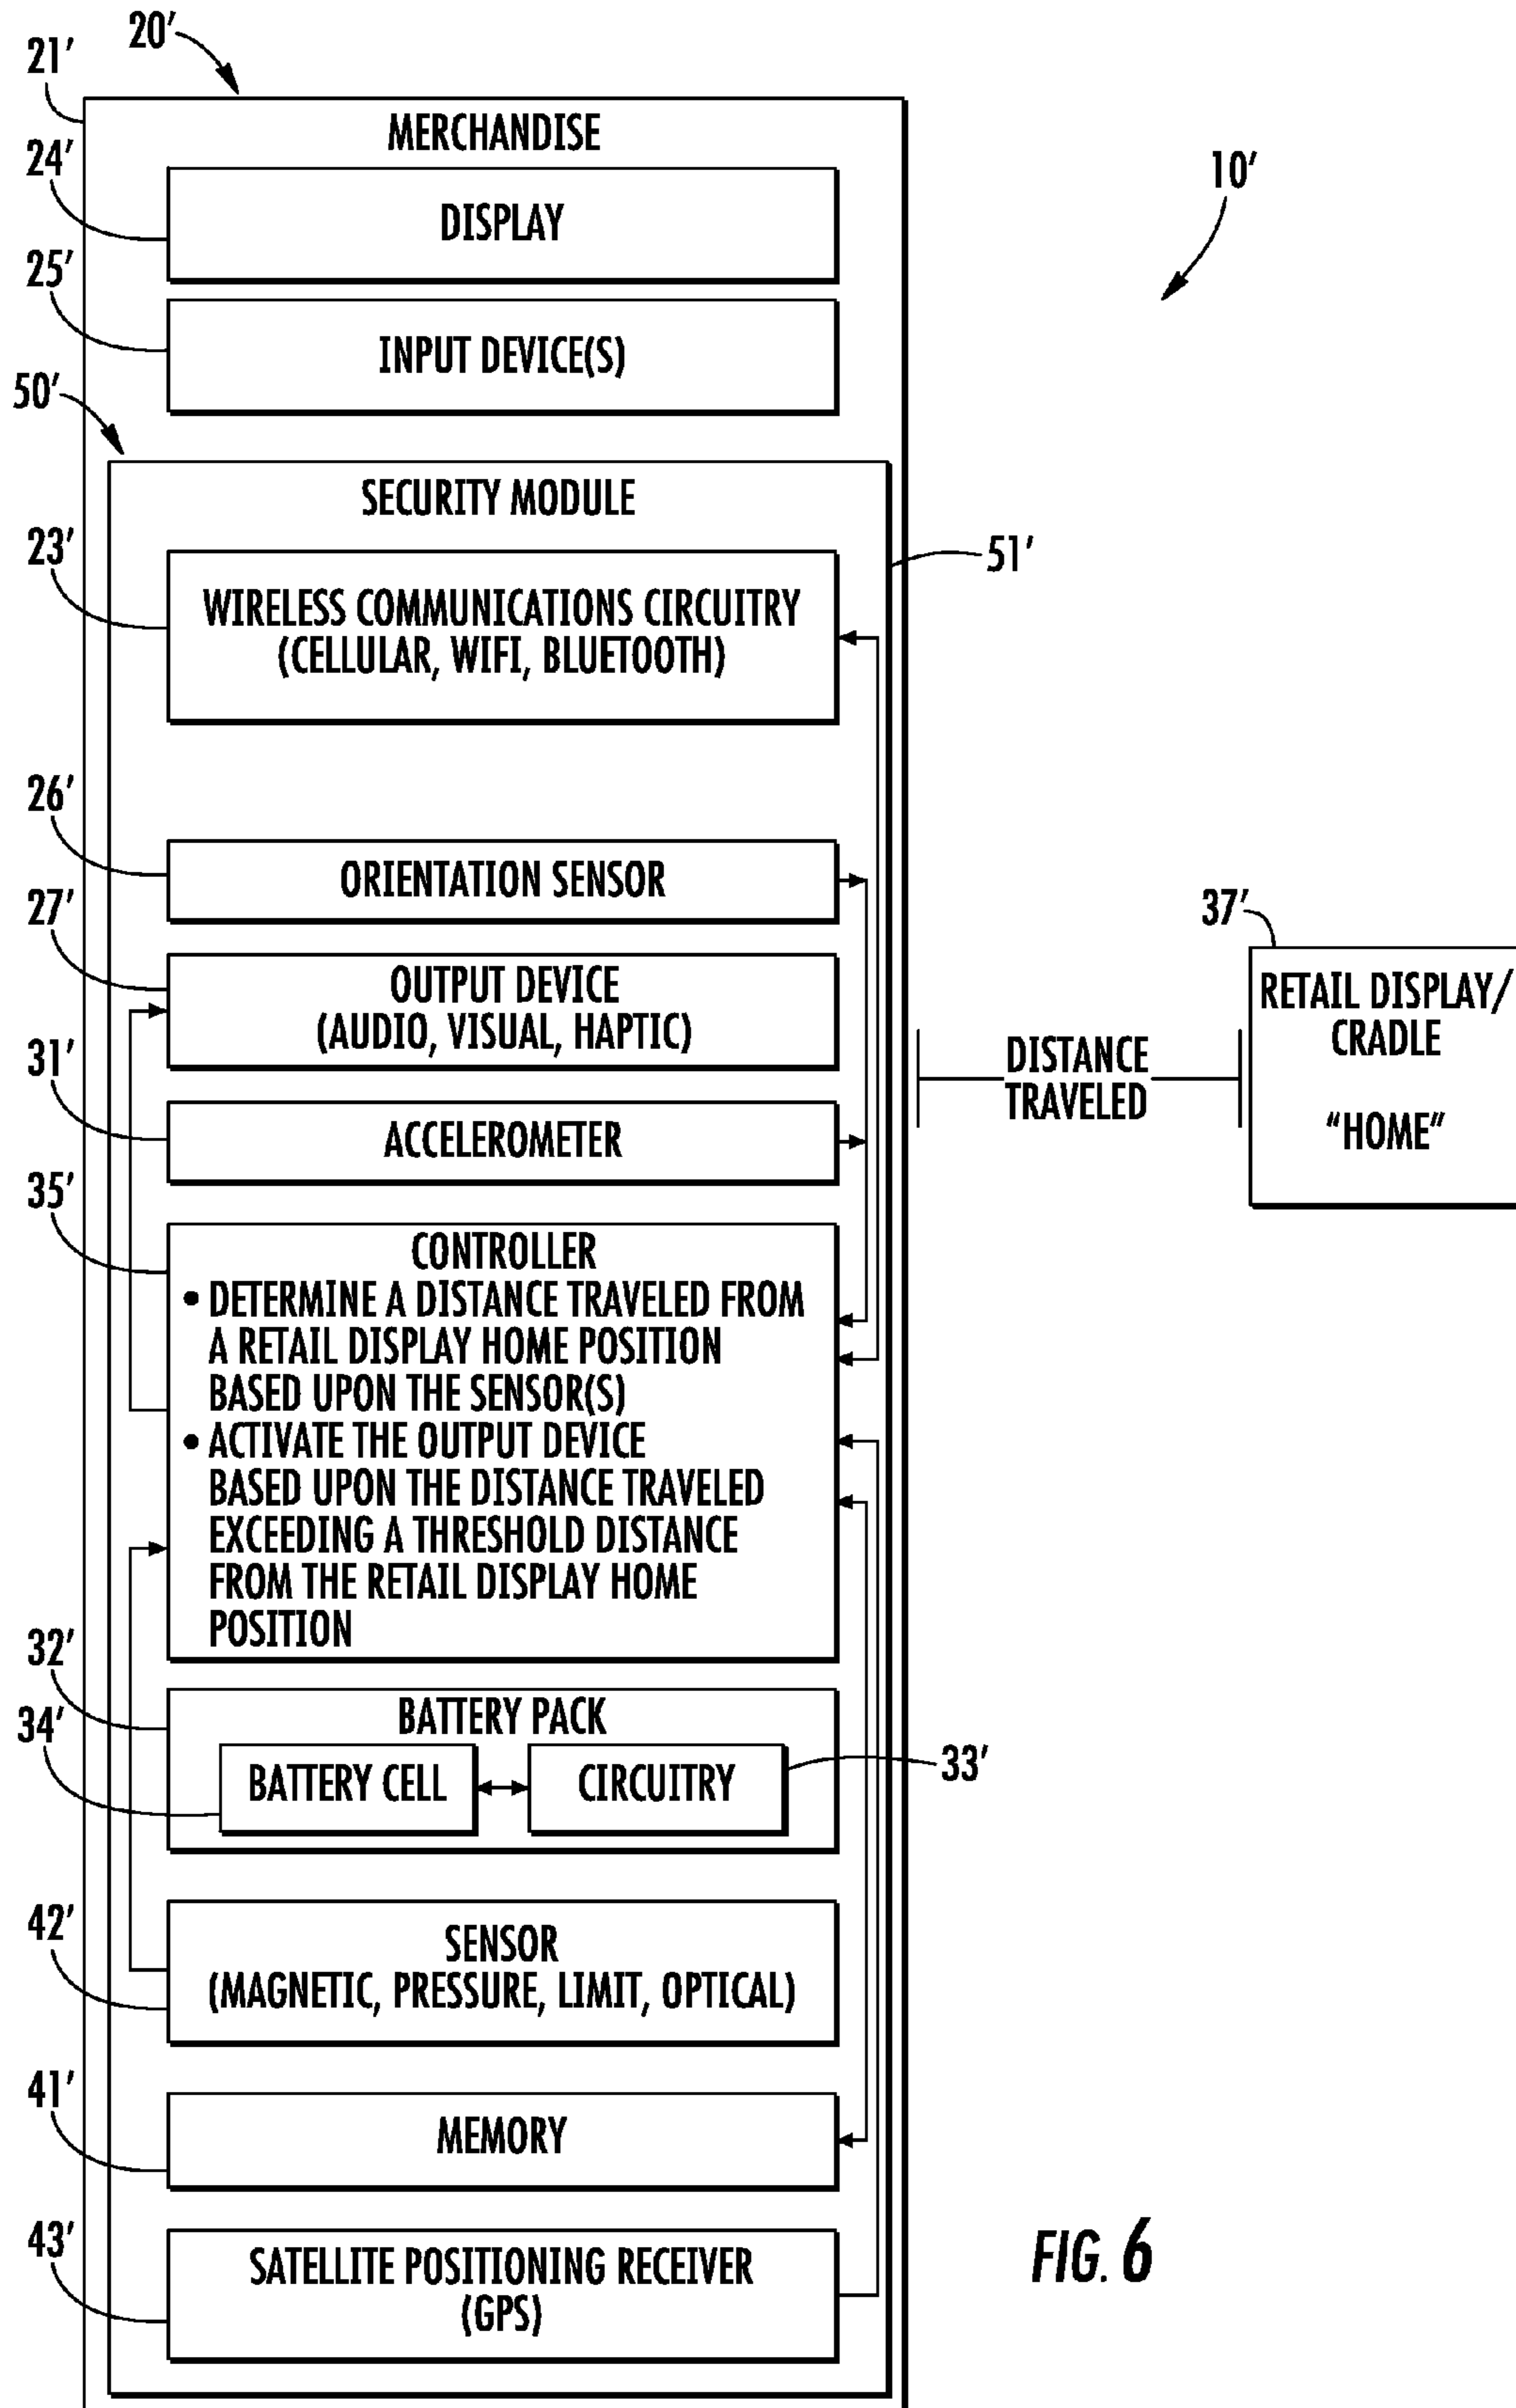 20′
21′
MERCHANDISE
24′
DISPLAY
10′
25′
INPUT DEVICE(S)
50′
SECURITY MODULE
23′
WIRELESS COMMUNICATIONS CIRCUITRY
(CELLULAR, WIFI, BLUETOOTH)
51′
26′
ORIENTATION SENSOR
27′
OUTPUT DEVICE
(AUDIO, VISUAL, HAPTIC)
37′
RETAIL DISPLAY/
CRADLE
“HOME”
DISTANCE
TRAVELED
31′
ACCELEROMETER
35′
CONTROLLER
• DETERMINE A DISTANCE TRAVELED FROM
A RETAIL DISPLAY HOME POSITION
BASED UPON THE SENSOR(S)
• ACTIVATE THE OUTPUT DEVICE
BASED UPON THE DISTANCE TRAVELED
EXCEEDING A THRESHOLD DISTANCE
FROM THE RETAIL DISPLAY HOME
POSITION
32′
BATTERY PACK
34′
BATTERY CELL
CIRCUITRY
33′
42′
SENSOR
(MAGNETIC, PRESSURE, LIMIT, OPTICAL)
41′
MEMORY
43′
SATELLITE POSITIONING RECEIVER
(GPS)
FIG. 6